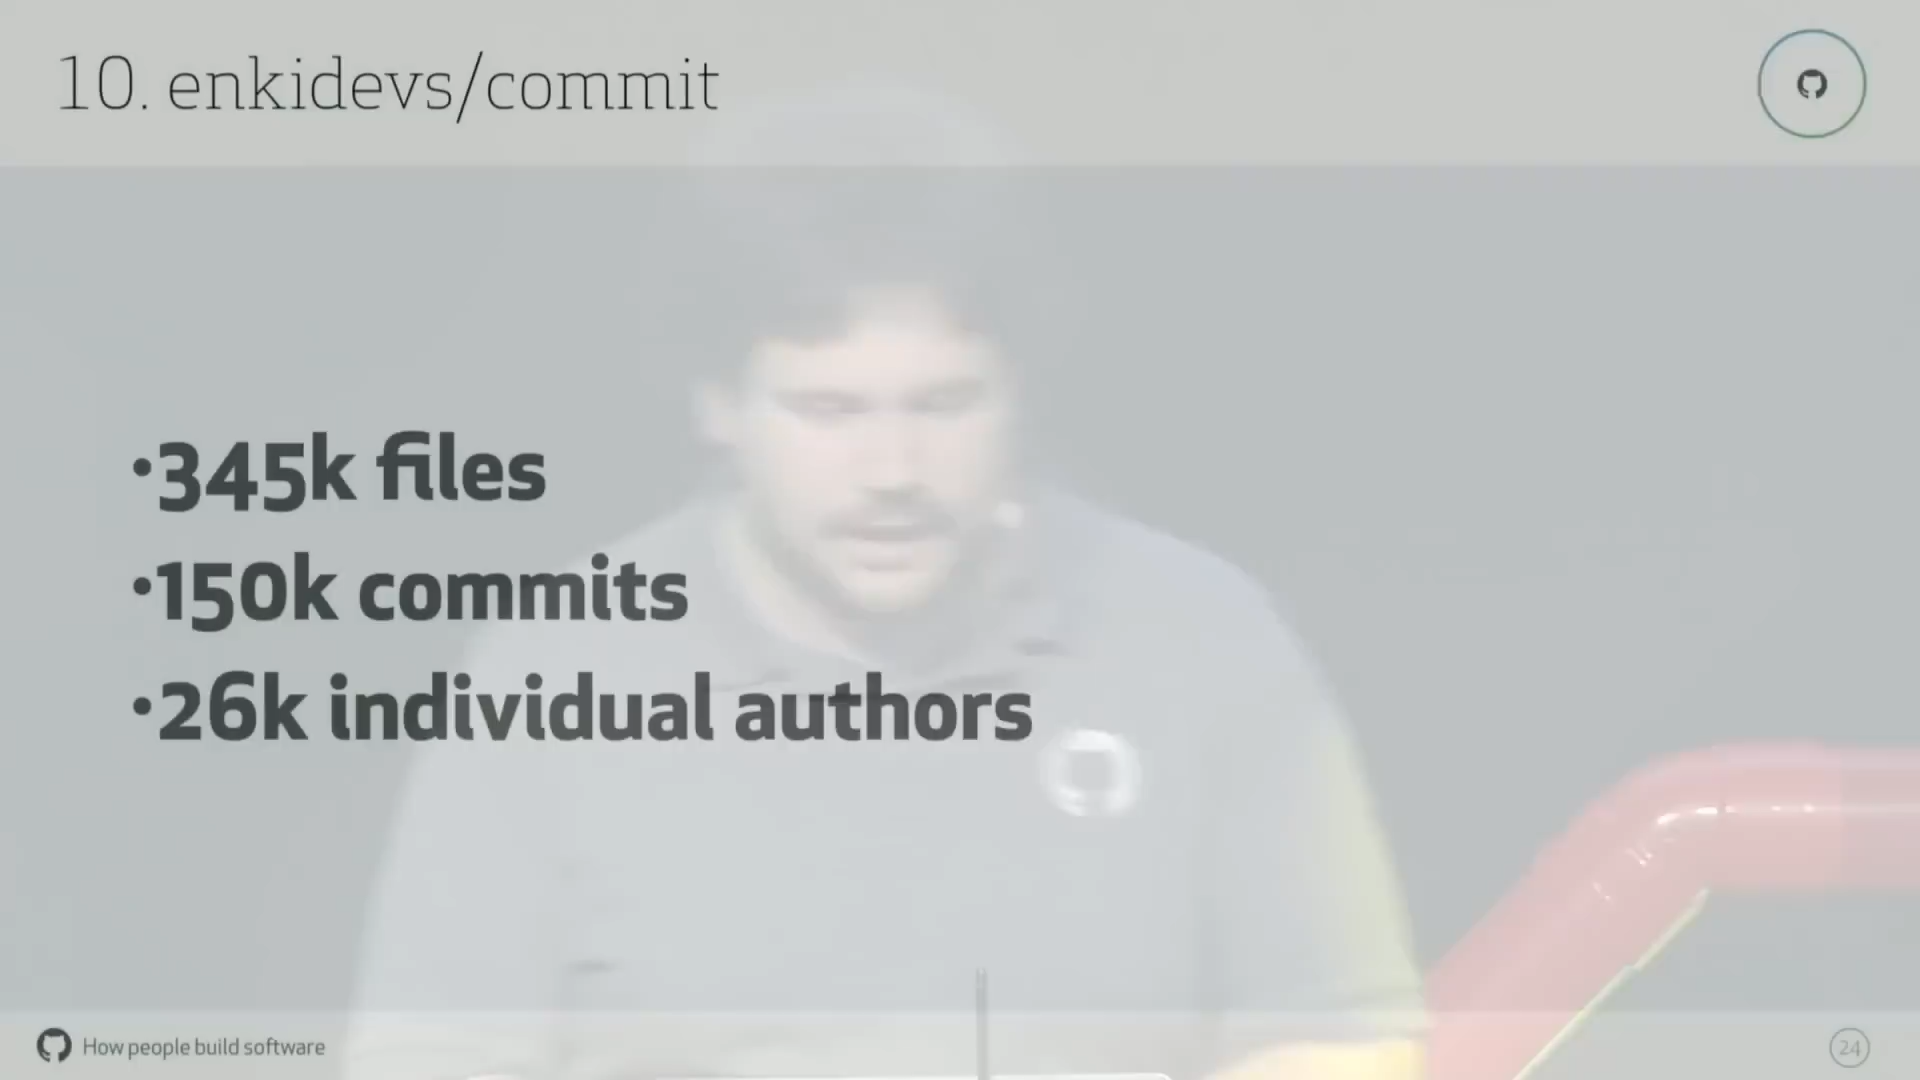 10. enkidevs/commit
•345k files
•150k commits
•26k individual authors
How people build software
24